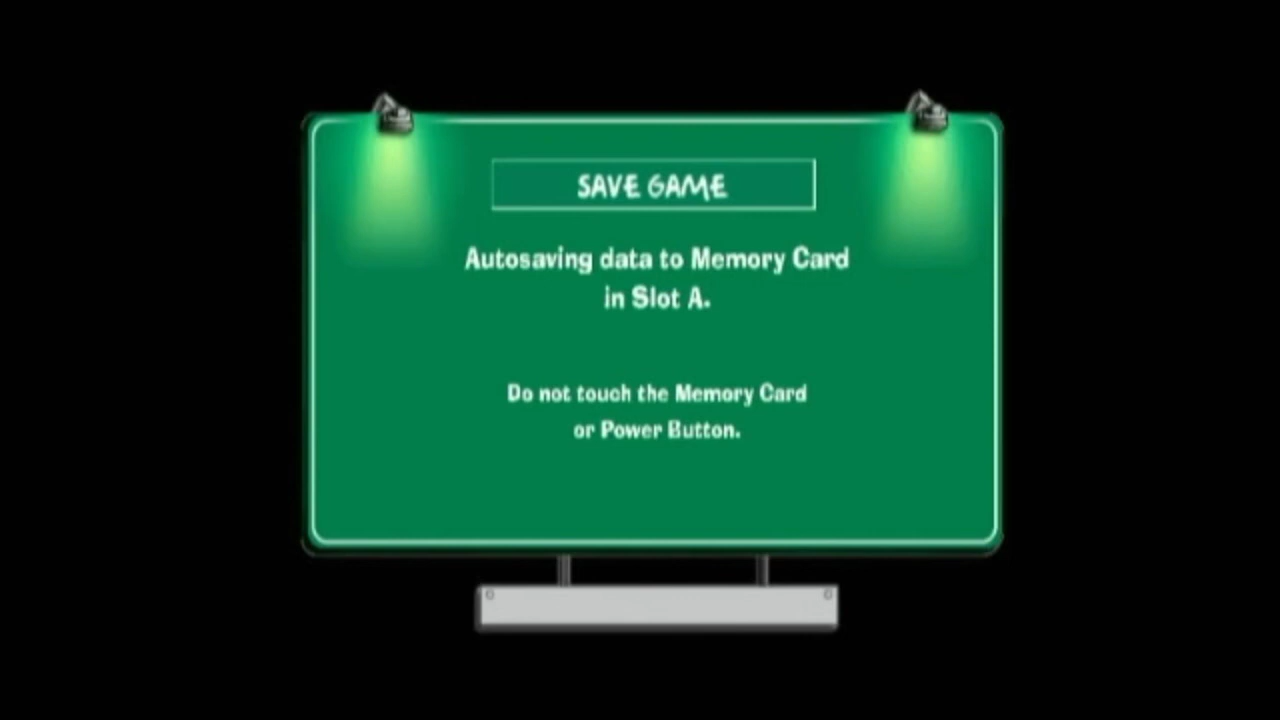 SAVE GAME
Autosaving data to Memory Card
in Slot A.
Do not touch the Memory Card
or Power Button.